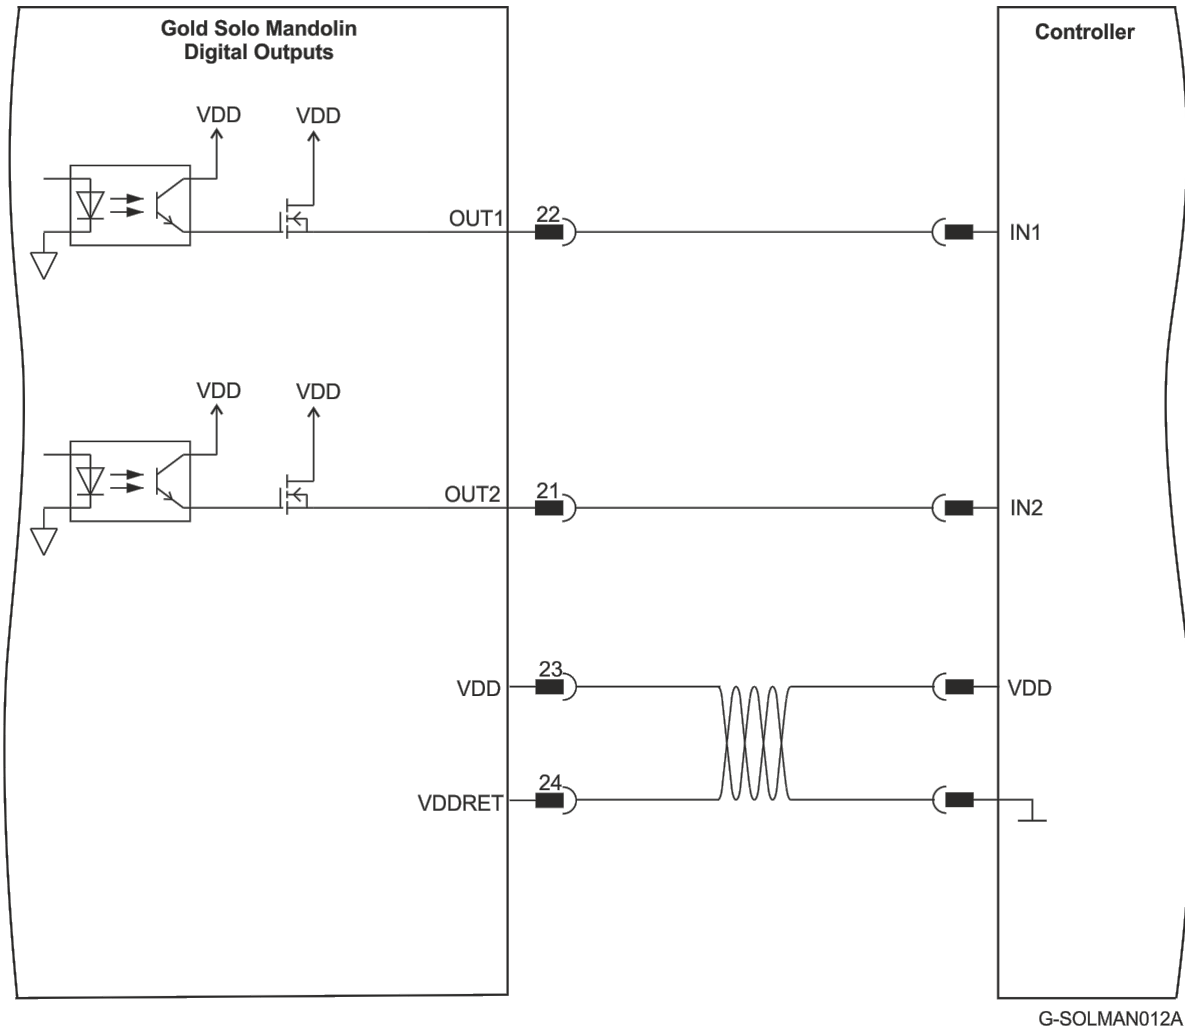 Gold Solo Mandolin
Digital Outputs
Controller
VDD
VDD
OUT1
22
IN1
VDD
VDD
OUT2
21
IN2
VDD
23
VDD
VDDRET
24
G-SOLMAN012A